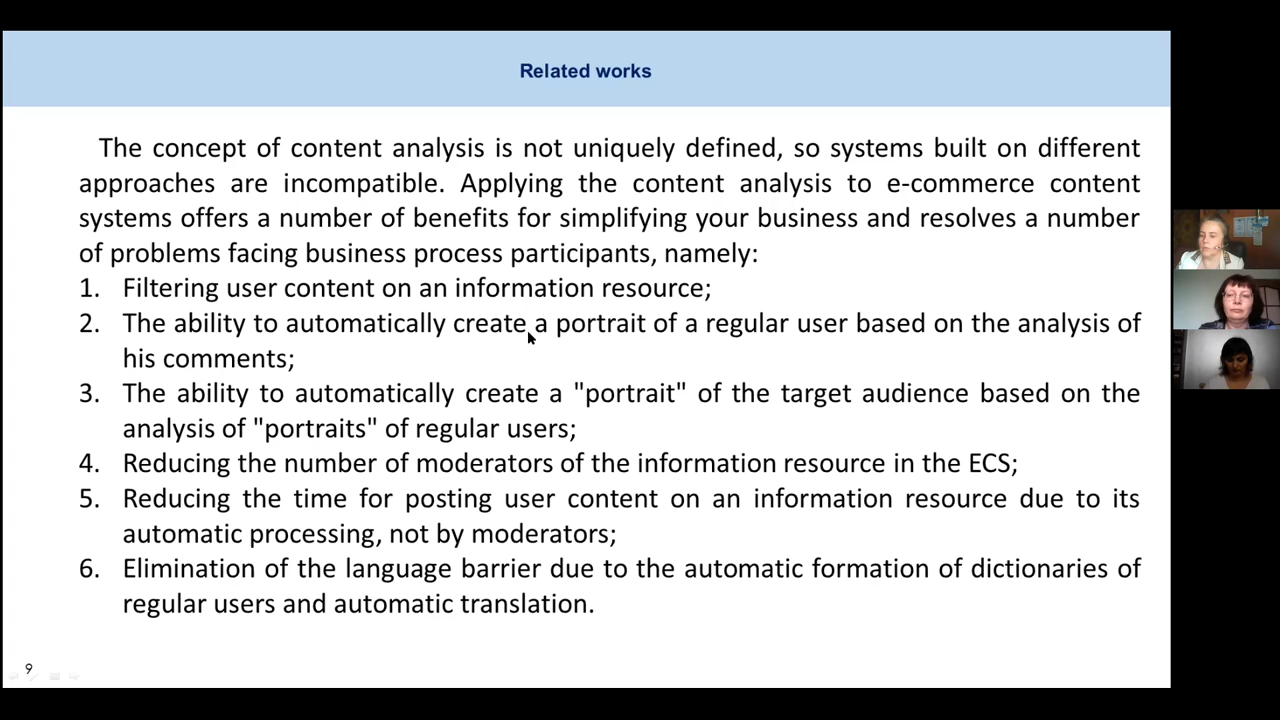 Related works
The concept of content analysis is not uniquely defined, so systems built on different
approaches are incompatible. Applying the content analysis to e-commerce content
systems offers a number of benefits for simplifying your business and resolves a number
of problems facing business process participants, namely:
1. Filtering user content on an information resource;
2. The ability to automatically create a portrait of a regular user based on the analysis of
his comments;
3. The ability to automatically create a "portrait" of the target audience based on the
analysis of "portraits" of regular users;
4. Reducing the number of moderators of the information resource in the ECS;
5. Reducing the time for posting user content on an information resource due to its
automatic processing, not by moderators;
6. Elimination of the language barrier due to the automatic formation of dictionaries of
regular users and automatic translation.
9